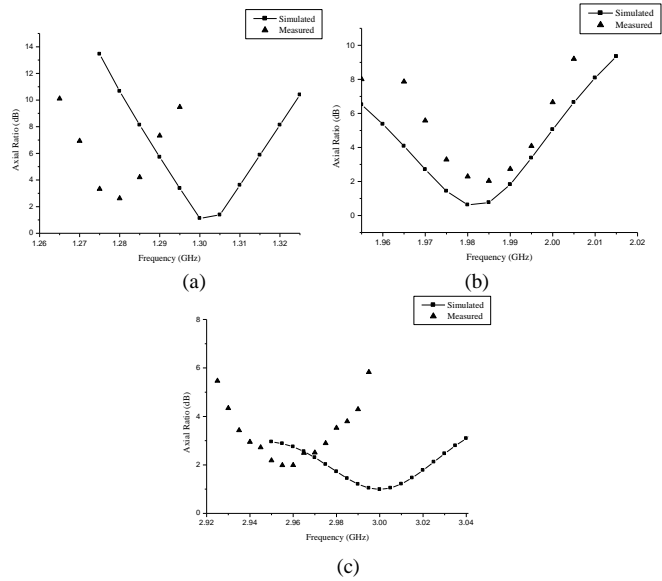 Simulated
Measured
14
12
10
8
6
4
2
0
Axial Ratio (dB)
1.26 1.27 1.28 1.29 1.30 1.31 1.32
Frequency (GHz)
(a)
Simulated
Measured
10
8
6
4
2
0
Axial Ratio (dB)
1.96 1.97 1.98 1.99 2.00 2.01 2.02
Frequency (GHz)
(b)
Simulated
Measured
8
6
4
2
0
Axial Ratio (dB)
2.92 2.94 2.96 2.98 3.00 3.02 3.04
Frequency (GHz)
(c)